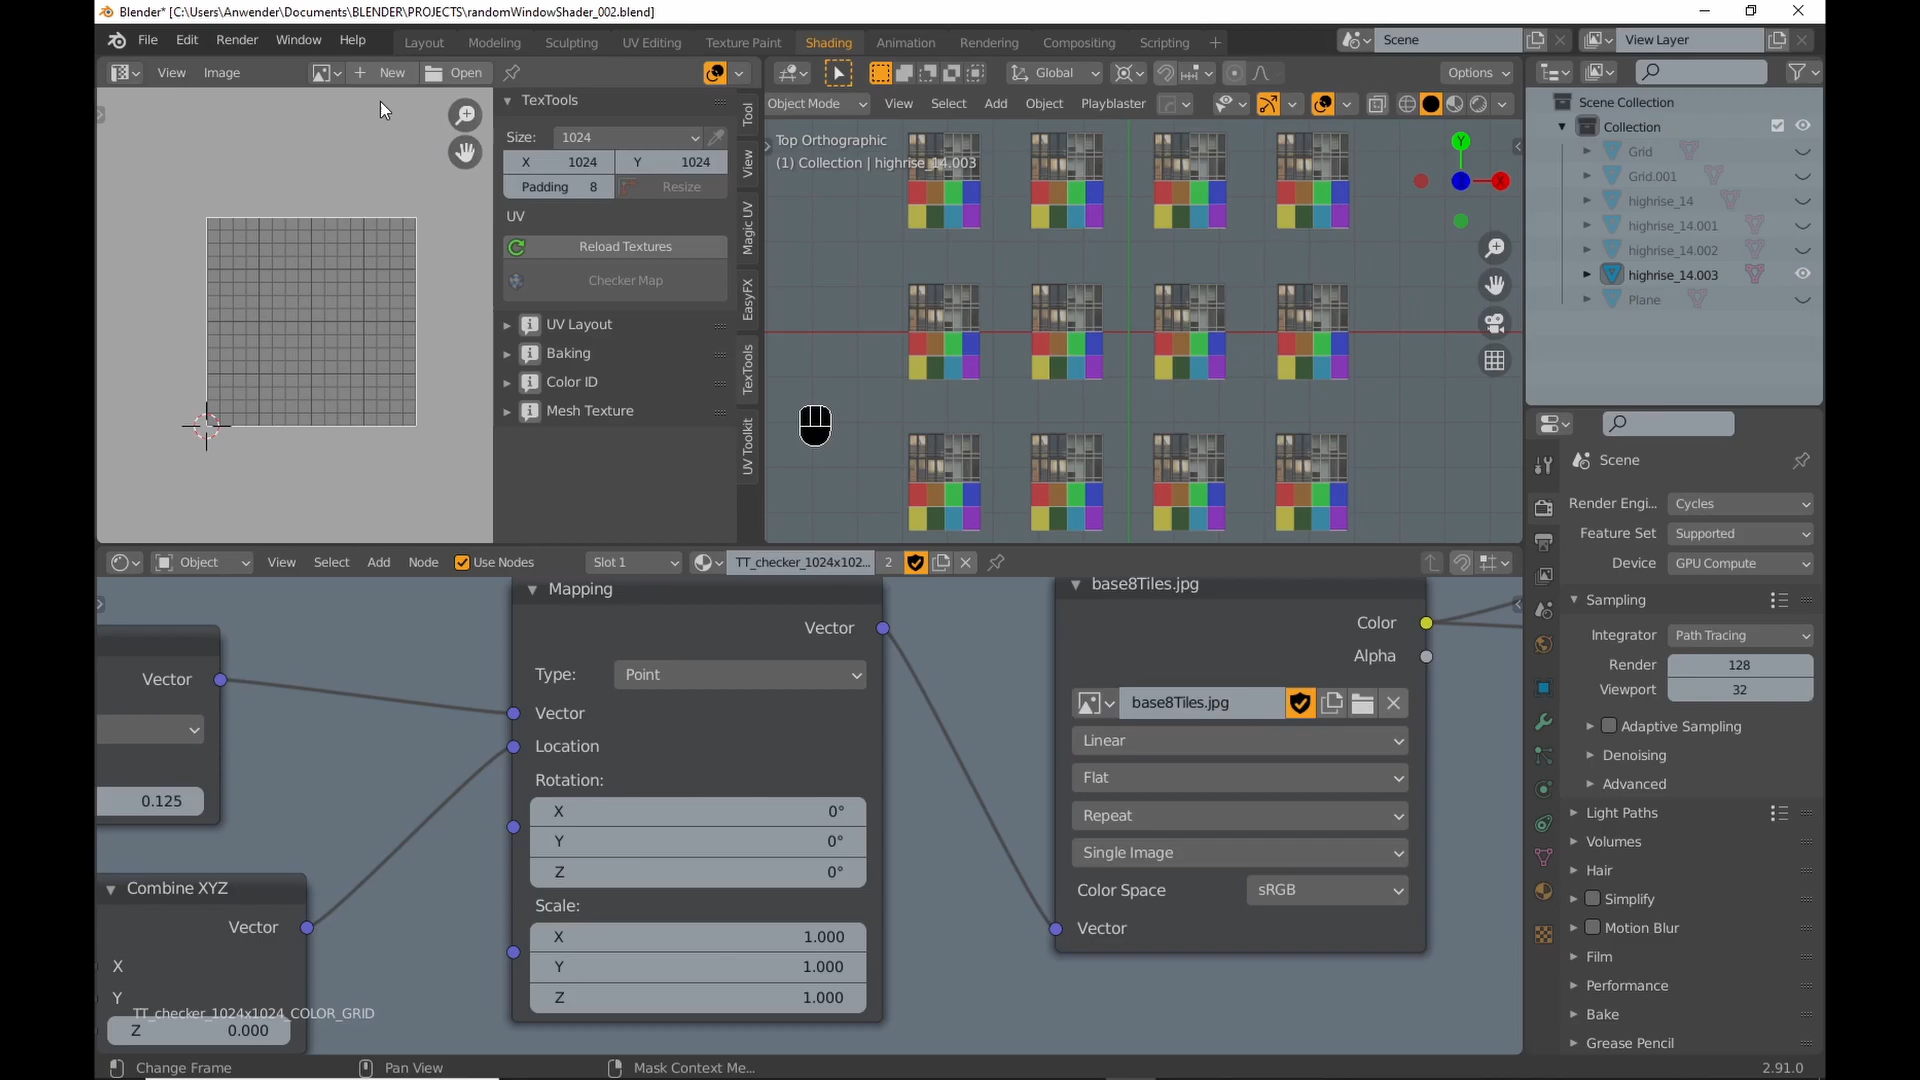 Blender* [C:\Users\Anwender\Documents\BLENDER\PROJECTS\randomWindowShader_002.blend]
File Edit Render Window Help Layout Modeling Sculpting UV Editing Texture Paint Shading Animation Rendering Compositing Scripting Scene View Layer
View Image New Open Global Options
TexTools
Size: 1024
X 1024 Y 1024
Padding 8 Resize
UV
Reload Textures
Checker Map
UV Layout
Baking
Color ID
Mesh Texture
Tool
View
Magic UV
EasyFX
TexTools
UV Toolkit
Object Mode View Select Add Object Playblaster
Top Orthographic
(1) Collection | highrise_14.003
Y
X
Scene Collection
Collection
Grid
Grid.001
highrise_14
highrise_14.001
highrise_14.002
highrise_14.003
Plane
Scene
Render Engi... Cycles
Feature Set Supported
Device GPU Compute
Sampling
Integrator Path Tracing
Render 128
Viewport 32
Adaptive Sampling
Denoising
Advanced
Light Paths
Volumes
Hair
Simplify
Motion Blur
Film
Performance
Bake
Grease Pencil
Object View Select Add Node Use Nodes Slot 1 TT_checker_1024x102... 2
Vector
0.125
Combine XYZ
Vector
X
Y
Z 0.000
TT_checker_1024x1024_COLOR_GRID
Mapping
Vector
Type: Point
Vector
Location
Rotation:
X 0°
Y 0°
Z 0°
Scale:
X 1.000
Y 1.000
Z 1.000
base8Tiles.jpg
Color
Alpha
base8Tiles.jpg
Linear
Flat
Repeat
Single Image
Color Space sRGB
Vector
Change Frame Pan View Mask Context Me... 2.91.0